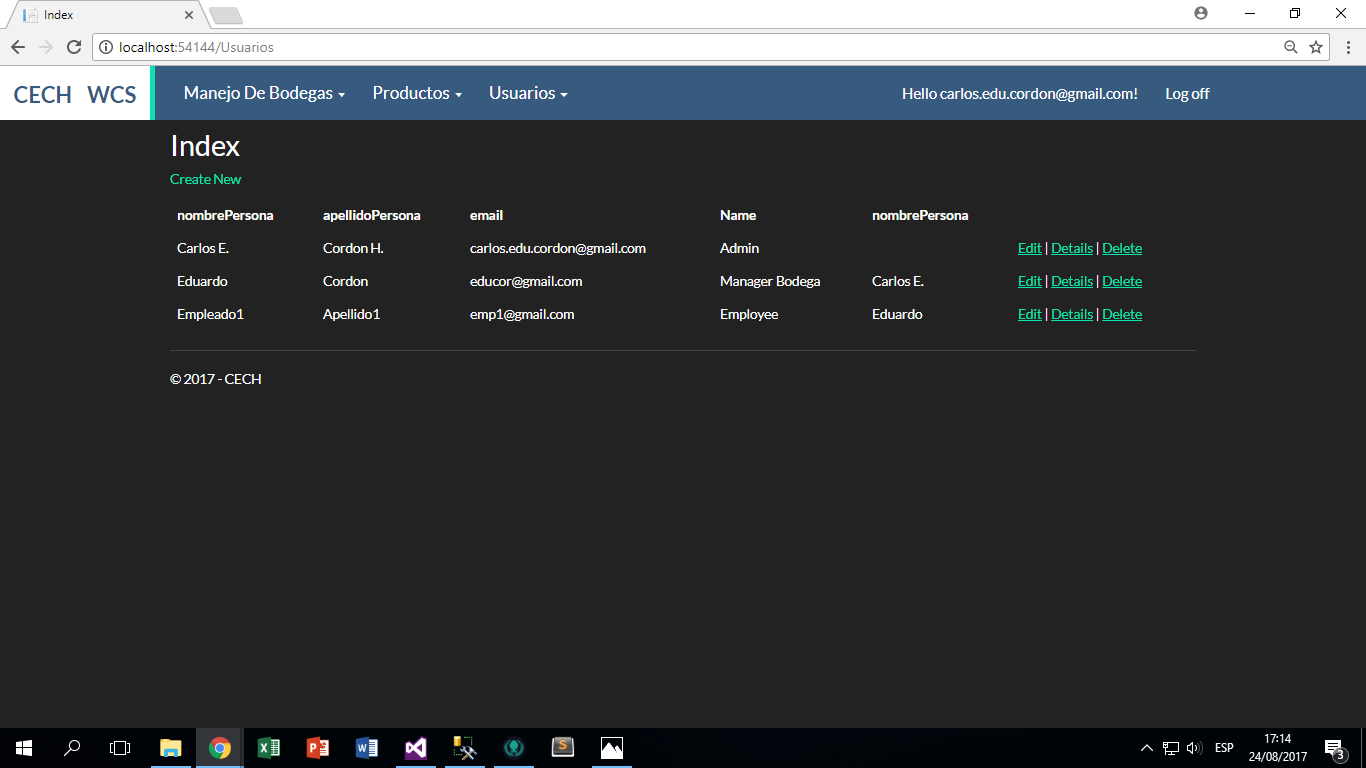 Index
localhost:54144/Usuarios
CECH WCS Manejo De Bodegas Productos Usuarios Hello carlos.edu.cordon@gmail.com! Log off
Index
Create New
nombrePersona apellidoPersona email Name nombrePersona
Carlos E. Cordon H. carlos.edu.cordon@gmail.com Admin Edit | Details | Delete
Eduardo Cordon educor@gmail.com Manager Bodega Carlos E. Edit | Details | Delete
Empleado1 Apellido1 emp1@gmail.com Employee Eduardo Edit | Details | Delete
© 2017 - CECH
ESP 17:14
24/08/2017 3